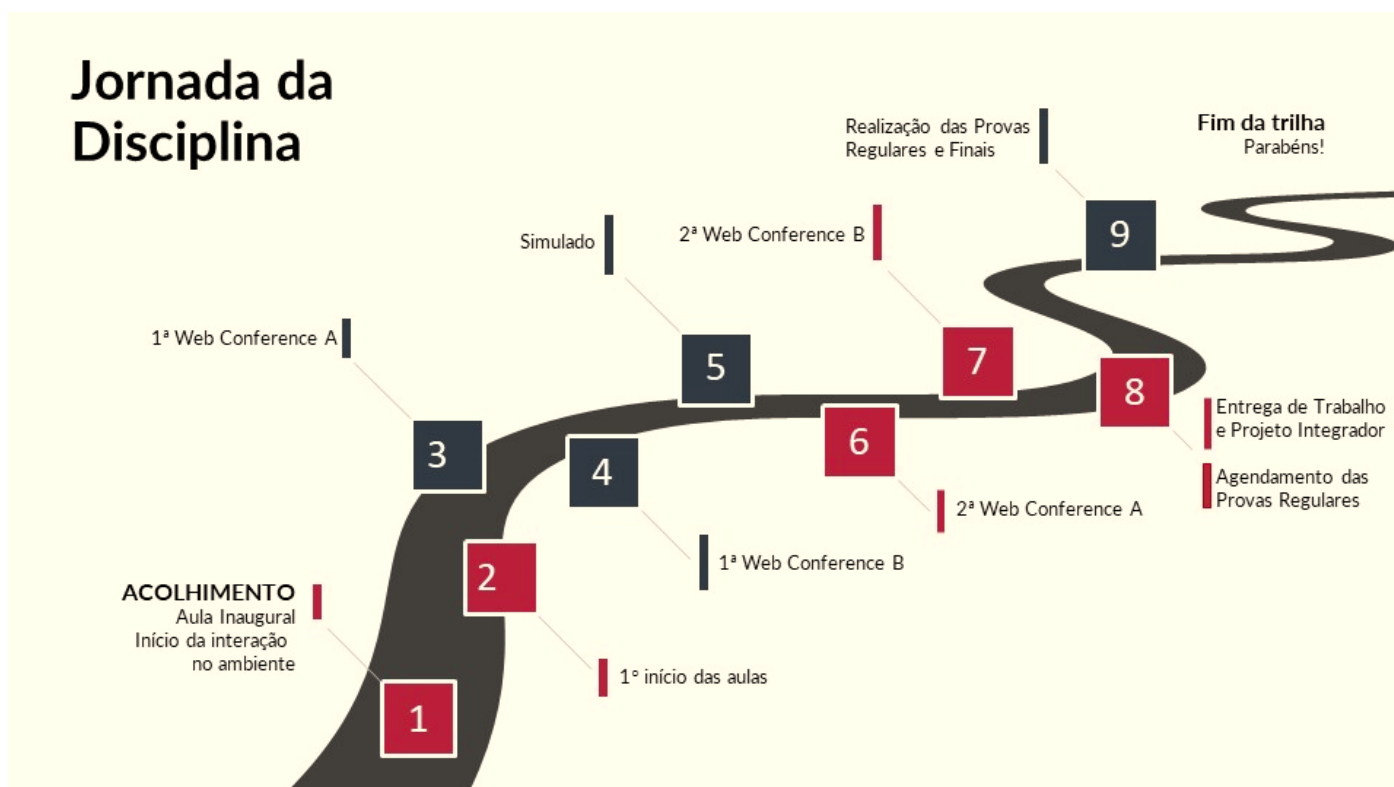 Jornada da
Disciplina
Realização das Provas
Regulares e Finais
Fim da trilha
Parabéns!
9
Simulado
2ª Web Conference B
1ª Web Conference A
5
7
8
Entrega de Trabalho
e Projeto Integrador
3
4
6
Agendamento das
Provas Regulares
2ª Web Conference A
1ª Web Conference B
2
ACOLHIMENTO
Aula Inaugural
Início da interação
no ambiente
1° início das aulas
1